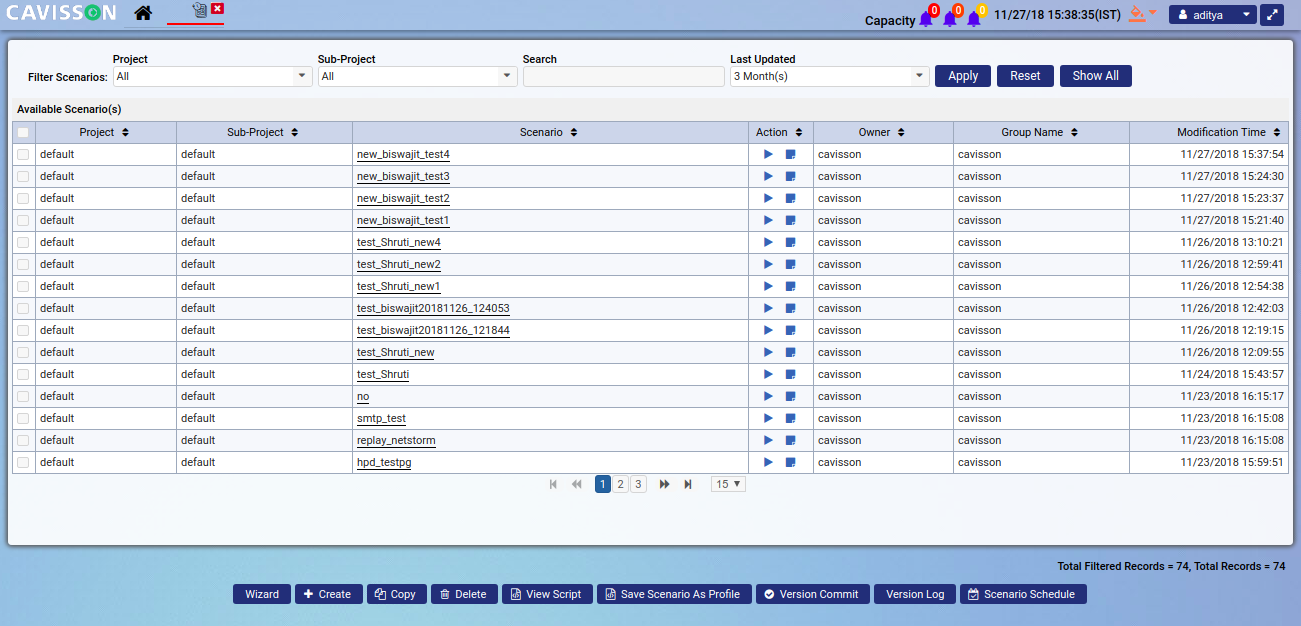 CAVISSON
Capacity 0 0 0 11/27/18 15:38:35(IST) aditya
Project Sub-Project Search Last Updated
Filter Scenarios: All All 3 Month(s) Apply Reset Show All
Available Scenario(s)
Project Sub-Project Scenario Action Owner Group Name Modification Time
default default new_biswajit_test4 cavisson cavisson 11/27/2018 15:37:54
default default new_biswajit_test3 cavisson cavisson 11/27/2018 15:24:30
default default new_biswajit_test2 cavisson cavisson 11/27/2018 15:23:37
default default new_biswajit_test1 cavisson cavisson 11/27/2018 15:21:40
default default test_Shruti_new4 cavisson cavisson 11/26/2018 13:10:21
default default test_Shruti_new2 cavisson cavisson 11/26/2018 12:59:41
default default test_Shruti_new1 cavisson cavisson 11/26/2018 12:54:38
default default test_biswajit20181126_124053 cavisson cavisson 11/26/2018 12:42:03
default default test_biswajit20181126_121844 cavisson cavisson 11/26/2018 12:19:15
default default test_Shruti_new cavisson cavisson 11/26/2018 12:09:55
default default test_Shruti cavisson cavisson 11/24/2018 15:43:57
default default no cavisson cavisson 11/23/2018 16:15:17
default default smtp_test cavisson cavisson 11/23/2018 16:15:08
default default replay_netstorm cavisson cavisson 11/23/2018 16:15:08
default default hpd_testpg cavisson cavisson 11/23/2018 15:59:51
1 2 3 15
Total Filtered Records = 74, Total Records = 74
Wizard Create Copy Delete View Script Save Scenario As Profile Version Commit Version Log Scenario Schedule